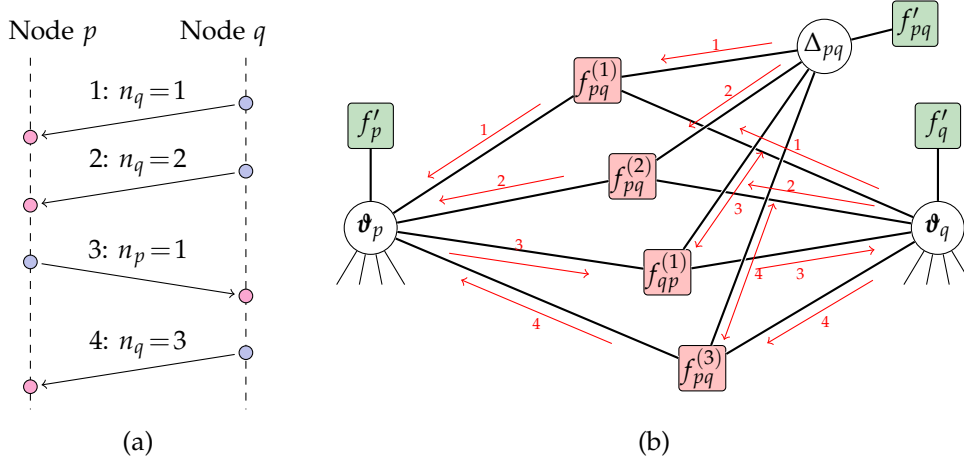 Node p Node q
1: n_q = 1
2: n_q = 2
3: n_p = 1
4: n_q = 3
(a)
f′_pq
Δ_pq
1
f_pq^(1)
2
f′_p
f′_q
1
1
f_pq^(2)
2
2
ϑ_p
3
ϑ_q
3
f_qp^(1)
4
3
4
4
f_pq^(3)
(b)